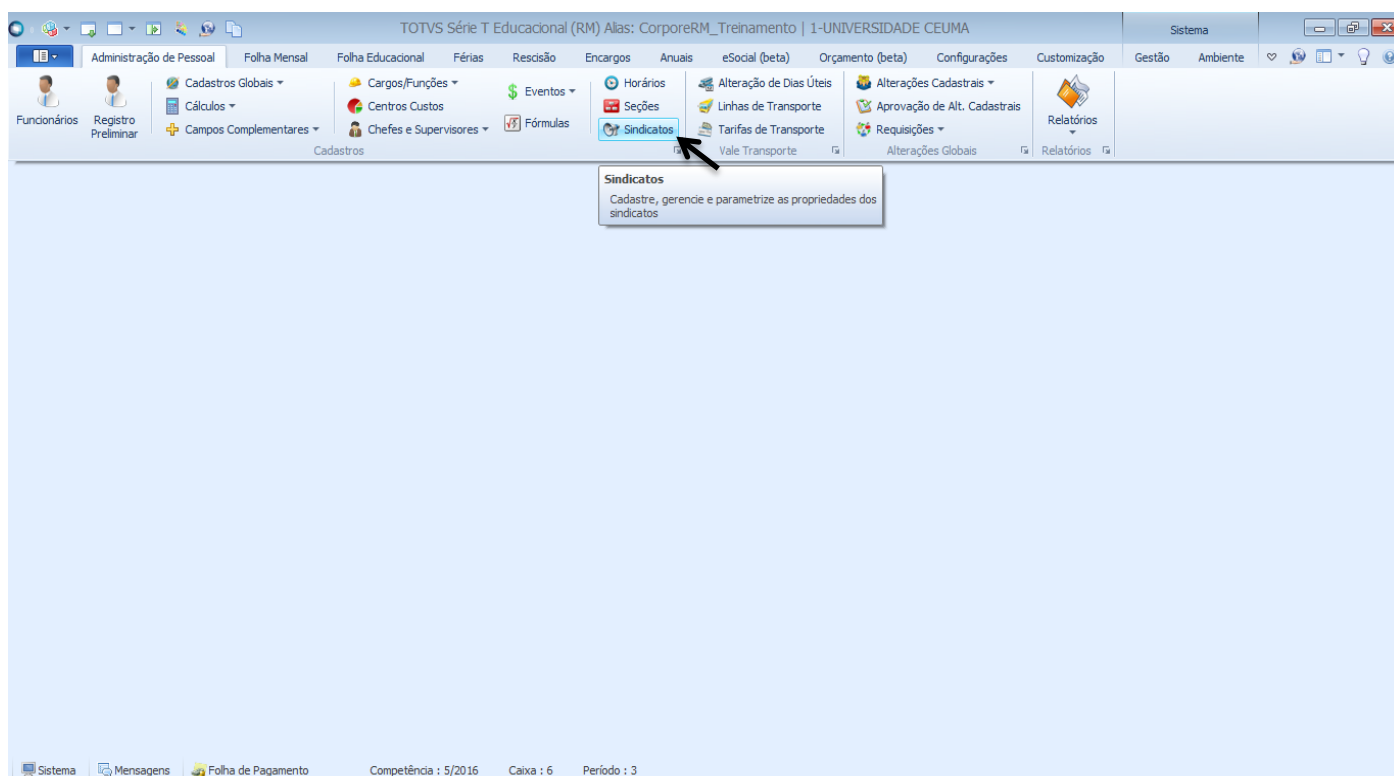 TOTVS Série T Educacional (RM) Alias: CorporeRM_Treinamento | 1-UNIVERSIDADE CEUMA
Sistema
Administração de Pessoal Folha Mensal Folha Educacional Férias Rescisão Encargos Anuais eSocial (beta) Orçamento (beta) Configurações Customização Gestão Ambiente
Funcionários
Registro
Preliminar
Cadastros Globais
Cálculos
Campos Complementares
Cargos/Funções
Centros Custos
Chefes e Supervisores
Eventos
Fórmulas
Horários
Seções
Sindicatos
Cadastros
Alteração de Dias Úteis
Linhas de Transporte
Tarifas de Transporte
Vale Transporte
Alterações Cadastrais
Aprovação de Alt. Cadastrais
Requisições
Alterações Globais
Relatórios
Relatórios
Sindicatos
Cadastre, gerencie e parametrize as propriedades dos
sindicatos
Sistema Mensagens Folha de Pagamento Competência : 5/2016 Caixa : 6 Período : 3